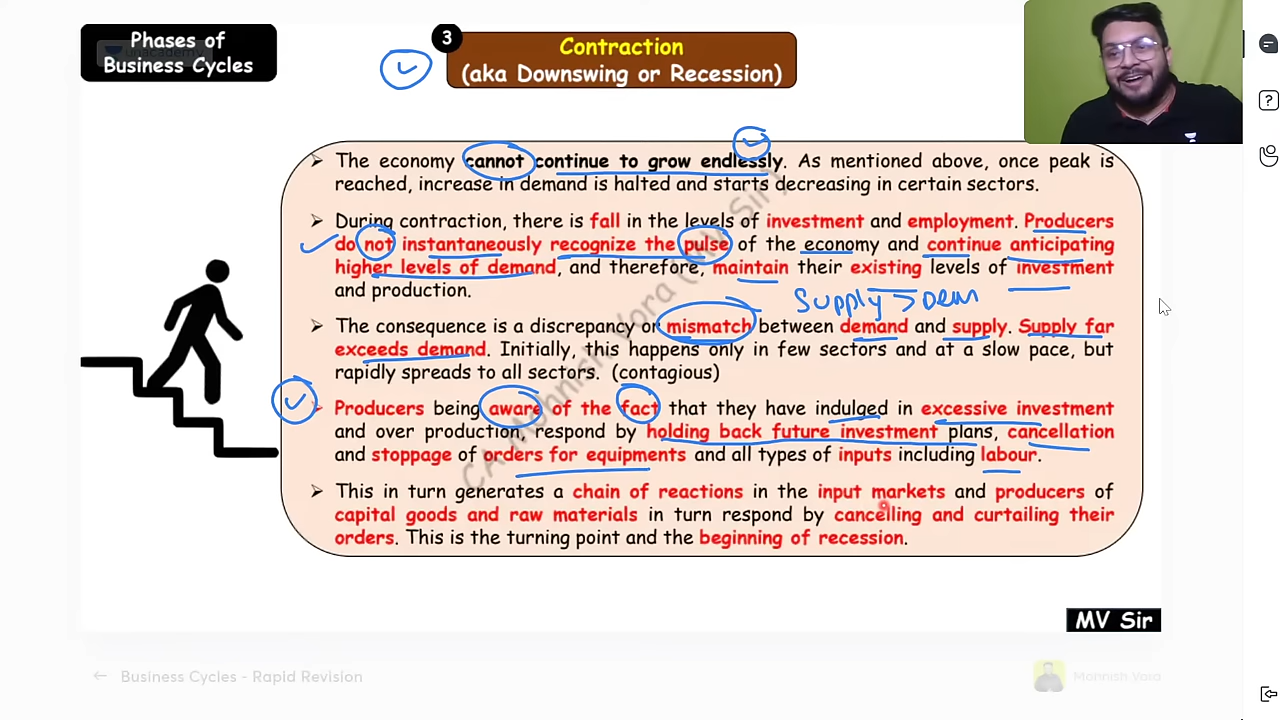 Phases of
Business Cycles
3
Contraction
(aka Downswing or Recession)
➢ The economy cannot continue to grow endlessly. As mentioned above, once peak is
reached, increase in demand is halted and starts decreasing in certain sectors.
➢ During contraction, there is fall in the levels of investment and employment. Producers
do not instantaneously recognize the pulse of the economy and continue anticipating
higher levels of demand, and therefore, maintain their existing levels of investment
and production.
Supply > Dem
➢ The consequence is a discrepancy or mismatch between demand and supply. Supply far
exceeds demand. Initially, this happens only in few sectors and at a slow pace, but
rapidly spreads to all sectors. (contagious)
➢ Producers being aware of the fact that they have indulged in excessive investment
and over production, respond by holding back future investment plans, cancellation
and stoppage of orders for equipments and all types of inputs including labour.
➢ This in turn generates a chain of reactions in the input markets and producers of
capital goods and raw materials in turn respond by cancelling and curtailing their
orders. This is the turning point and the beginning of recession.
CA Mohnish Vora (MV Sir)
MV Sir
← Business Cycles - Rapid Revision
Mohnish Vora